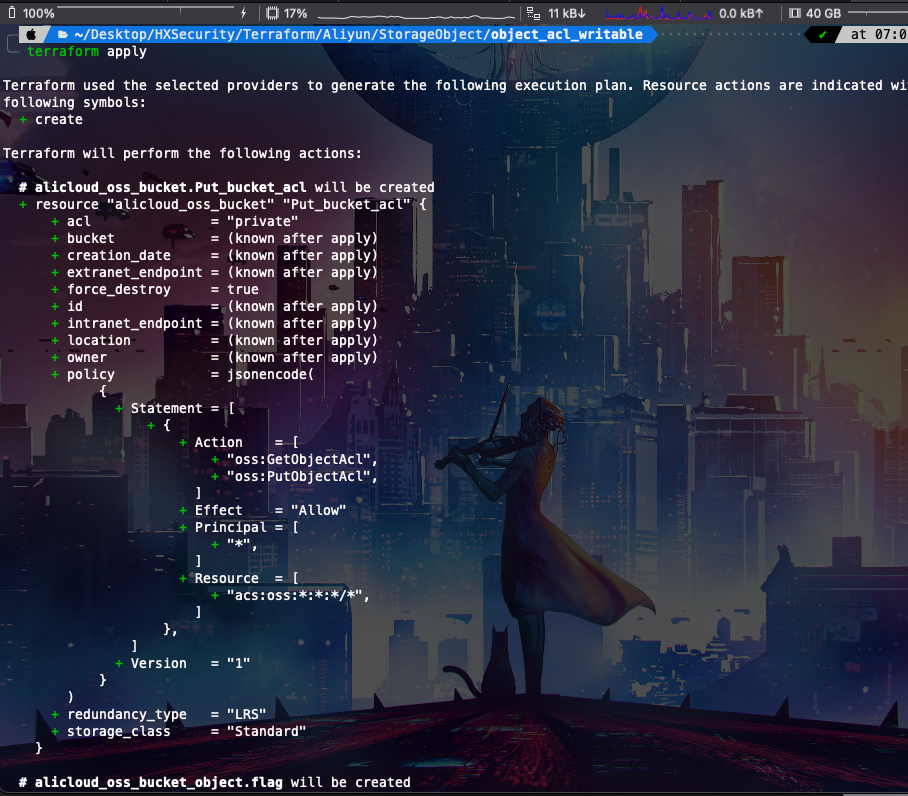 100% 17% 11 kB↓ 0.0 kB↑ 40 GB
~/Desktop/HXSecurity/Terraform/Aliyun/StorageObject/object_acl_writable ✔ at 07:0
terraform apply
Terraform used the selected providers to generate the following execution plan. Resource actions are indicated wi
following symbols:
+ create
Terraform will perform the following actions:
# alicloud_oss_bucket.Put_bucket_acl will be created
+ resource "alicloud_oss_bucket" "Put_bucket_acl" {
+ acl = "private"
+ bucket = (known after apply)
+ creation_date = (known after apply)
+ extranet_endpoint = (known after apply)
+ force_destroy = true
+ id = (known after apply)
+ intranet_endpoint = (known after apply)
+ location = (known after apply)
+ owner = (known after apply)
+ policy = jsonencode(
{
+ Statement = [
+ {
+ Action = [
+ "oss:GetObjectAcl",
+ "oss:PutObjectAcl",
]
+ Effect = "Allow"
+ Principal = [
+ "*",
]
+ Resource = [
+ "acs:oss:*:*:*/*",
]
},
]
+ Version = "1"
}
)
+ redundancy_type = "LRS"
+ storage_class = "Standard"
}
# alicloud_oss_bucket_object.flag will be created